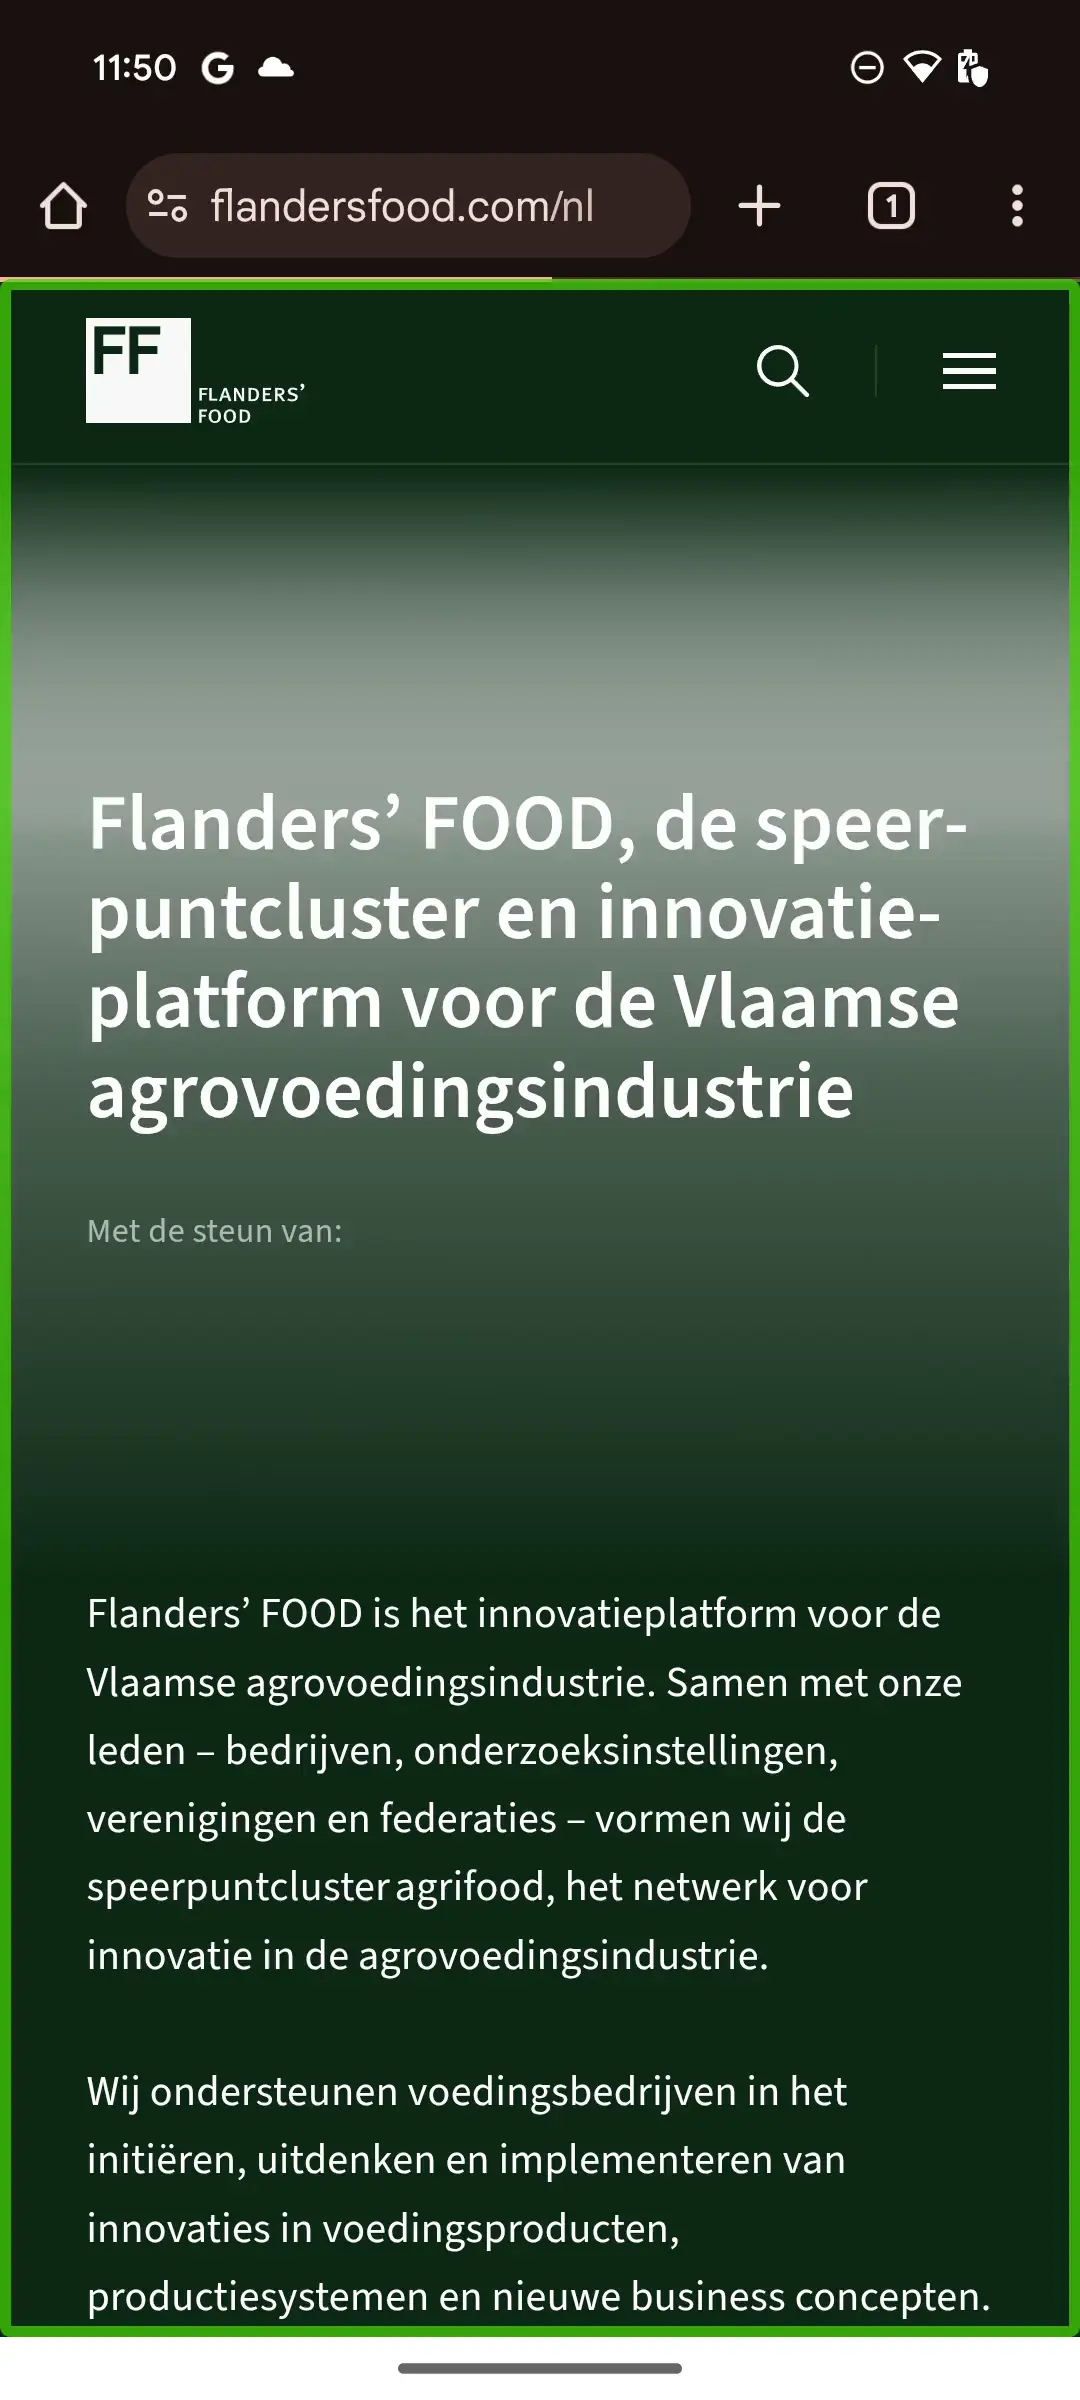 11:50
flandersfood.com/nl
1
FF
FLANDERS’
FOOD
Flanders’ FOOD, de speer-
puntcluster en innovatie-
platform voor de Vlaamse
agrovoedingsindustrie
Met de steun van:
Flanders’ FOOD is het innovatieplatform voor de
Vlaamse agrovoedingsindustrie. Samen met onze
leden – bedrijven, onderzoeksinstellingen,
verenigingen en federaties – vormen wij de
speerpuntcluster agrifood, het netwerk voor
innovatie in de agrovoedingsindustrie.
Wij ondersteunen voedingsbedrijven in het
initiëren, uitdenken en implementeren van
innovaties in voedingsproducten,
productiesystemen en nieuwe business concepten.